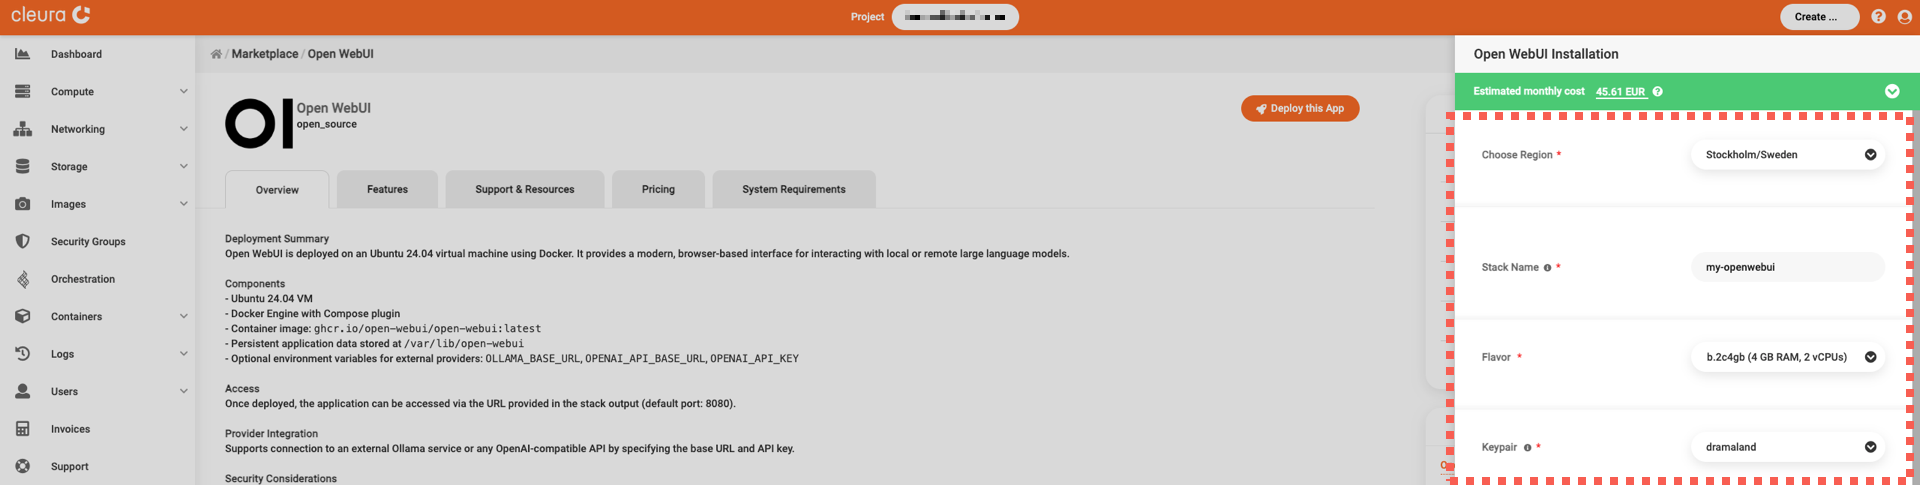 cleura
Project
Create ...
Dashboard
Compute
Networking
Storage
Images
Security Groups
Orchestration
Containers
Logs
Users
Invoices
Support
/ Marketplace / Open WebUI
Open WebUI
open_source
Deploy this App
Overview
Features
Support & Resources
Pricing
System Requirements
Deployment Summary
Open WebUI is deployed on an Ubuntu 24.04 virtual machine using Docker. It provides a modern, browser-based interface for interacting with local or remote large language models.
Components
- Ubuntu 24.04 VM
- Docker Engine with Compose plugin
- Container image: ghcr.io/open-webui/open-webui:latest
- Persistent application data stored at /var/lib/open-webui
- Optional environment variables for external providers: OLLAMA_BASE_URL, OPENAI_API_BASE_URL, OPENAI_API_KEY
Access
Once deployed, the application can be accessed via the URL provided in the stack output (default port: 8080).
Provider Integration
Supports connection to an external Ollama service or any OpenAI-compatible API by specifying the base URL and API key.
Security Considerations
Open WebUI Installation
Estimated monthly cost 45.61 EUR
Choose Region *
Stockholm/Sweden
Stack Name *
my-openwebui
Flavor *
b.2c4gb (4 GB RAM, 2 vCPUs)
Keypair *
dramaland